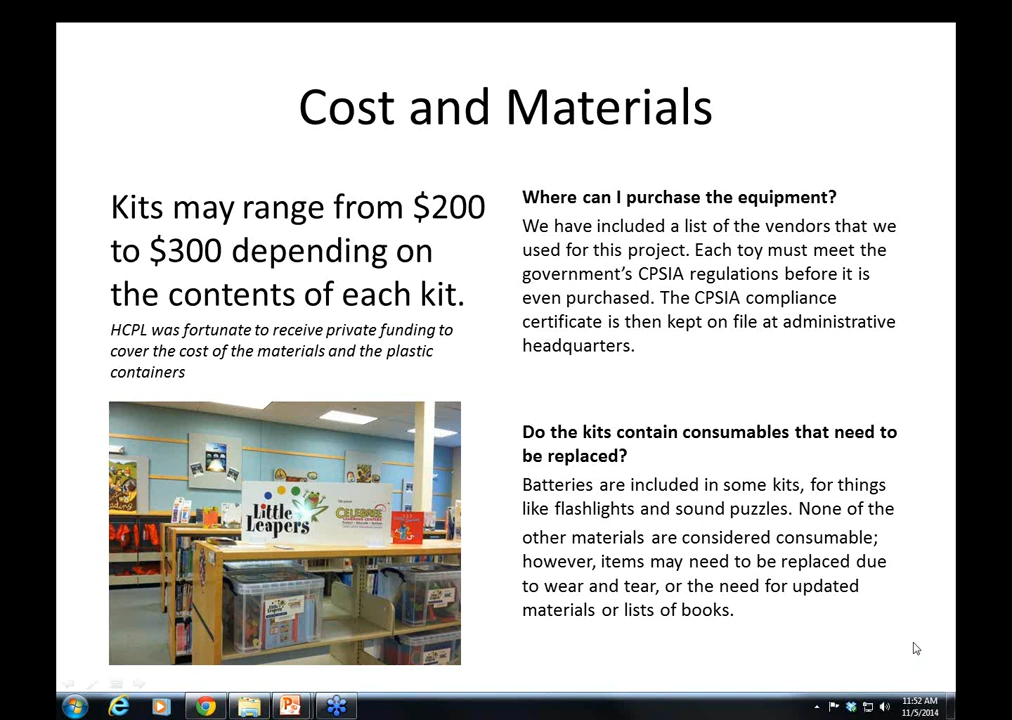 Cost and Materials
Kits may range from $200
to $300 depending on
the contents of each kit.
HCPL was fortunate to receive private funding to
cover the cost of the materials and the plastic
containers
Little
Leapers
CELEBREE
Where can I purchase the equipment?
We have included a list of the vendors that we
used for this project. Each toy must meet the
government's CPSIA regulations before it is
even purchased. The CPSIA compliance
certificate is then kept on file at administrative
headquarters.
Do the kits contain consumables that need to
be replaced?
Batteries are included in some kits, for things
like flashlights and sound puzzles. None of the
other materials are considered consumable;
however, items may need to be replaced due
to wear and tear, or the need for updated
materials or lists of books.
11:52 AM
11/5/2014